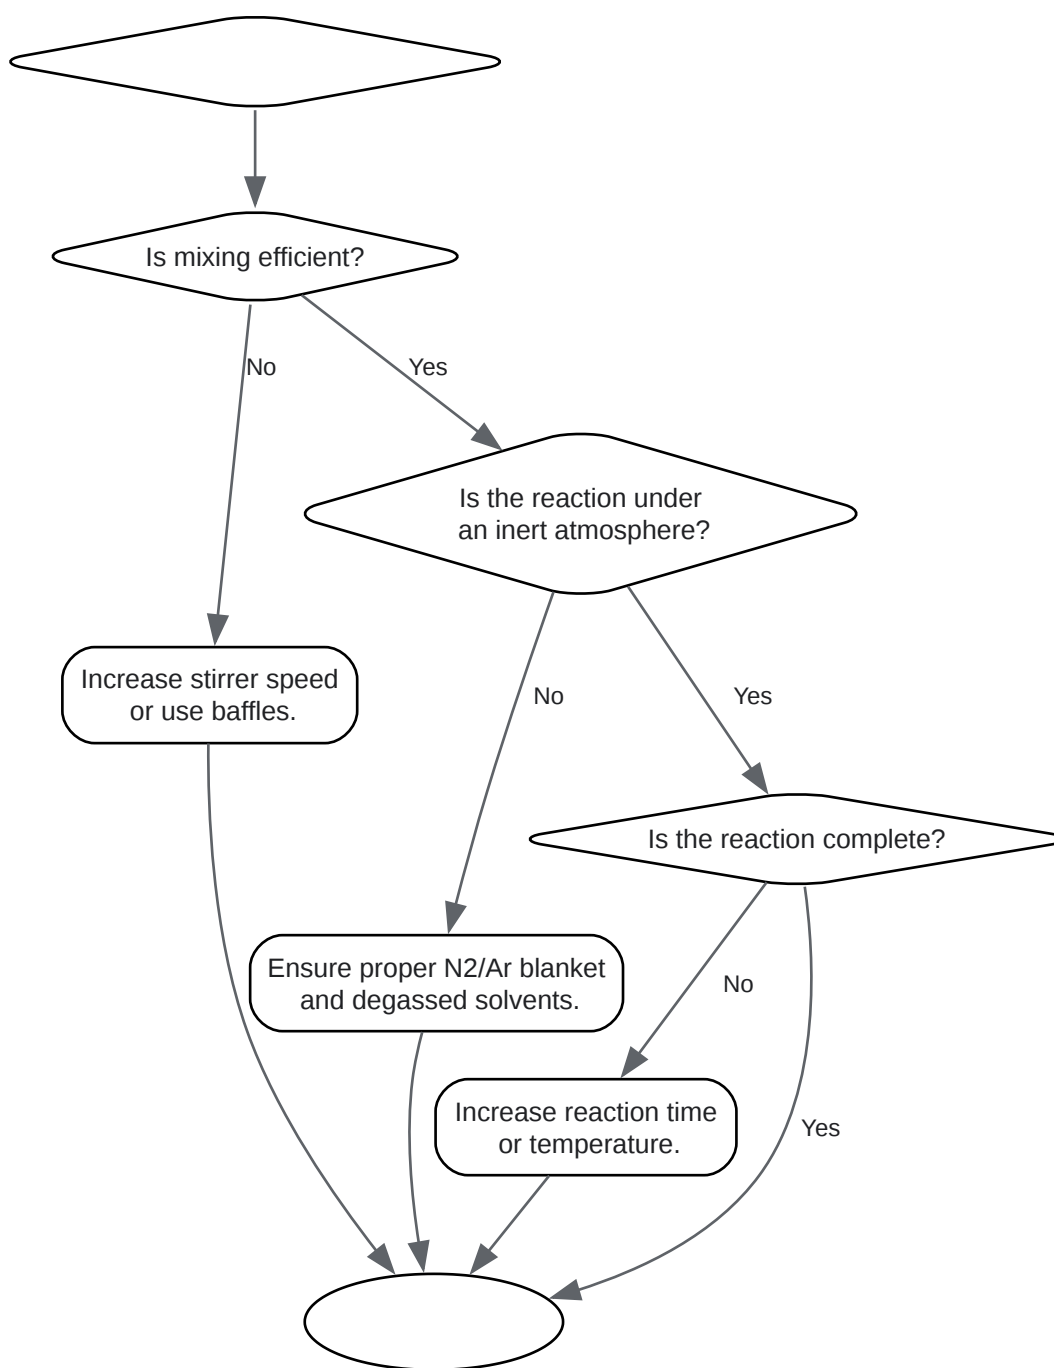 Is mixing efficient?
No
Yes
Is the reaction under
an inert atmosphere?
Increase stirrer speed
or use baffles.
No
Yes
Is the reaction complete?
Ensure proper N2/Ar blanket
and degassed solvents.
No
Increase reaction time
or temperature.
Yes